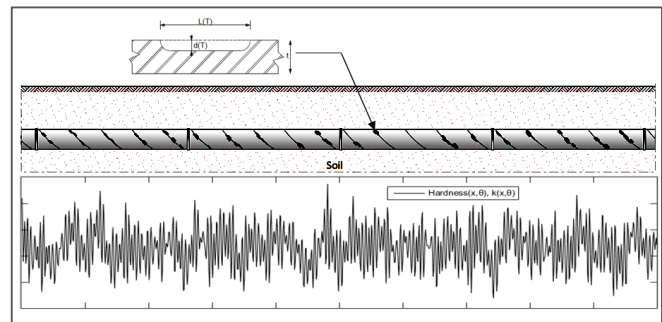 L(T)
d(T)
t
Soil
Hardness(x,θ), k(x,θ)